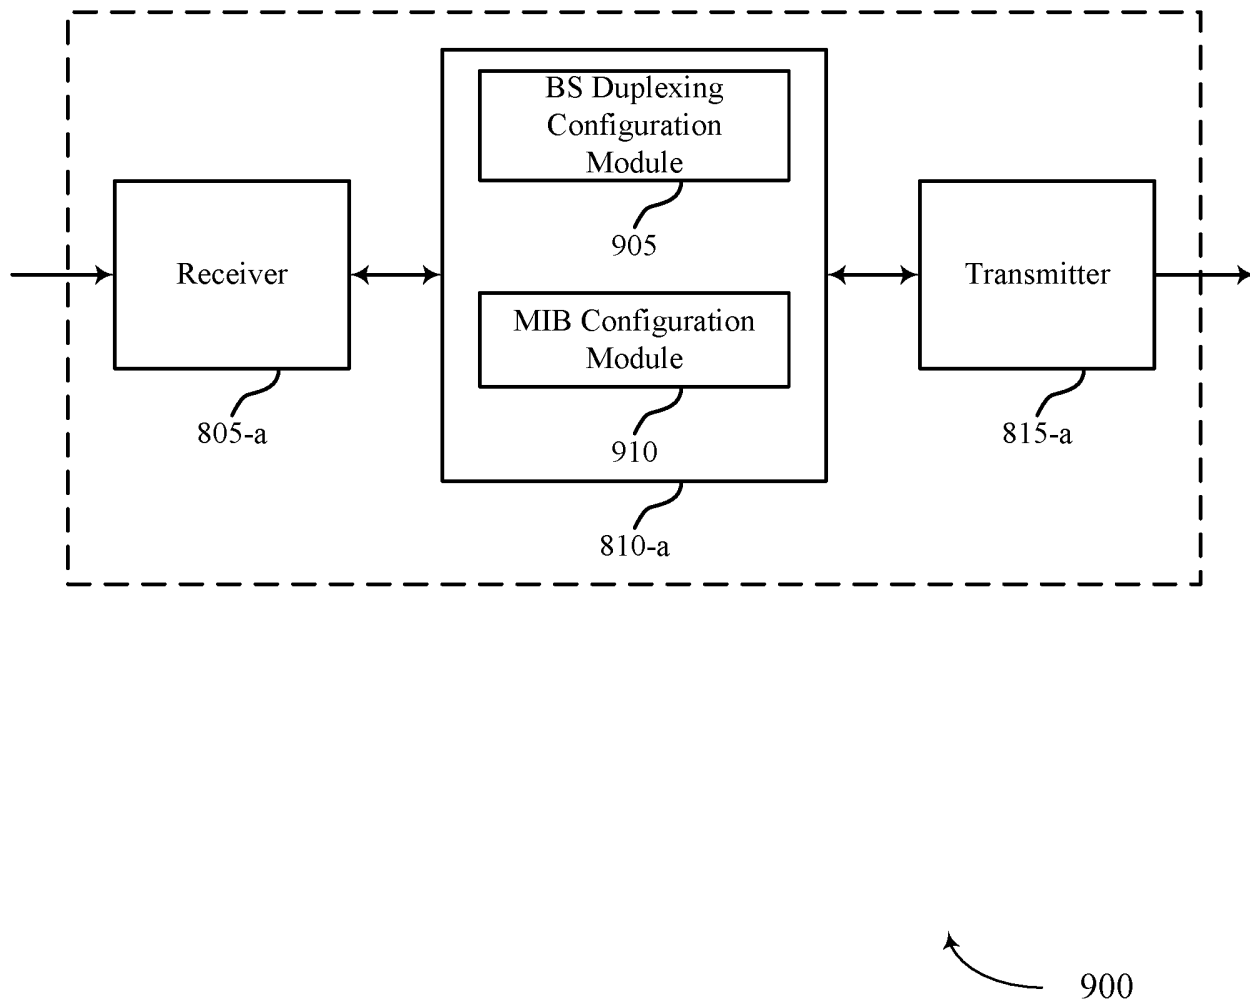 BS Duplexing
Configuration
Module
905
Receiver
805-a
MIB Configuration
Module
910
810-a
Transmitter
815-a
900